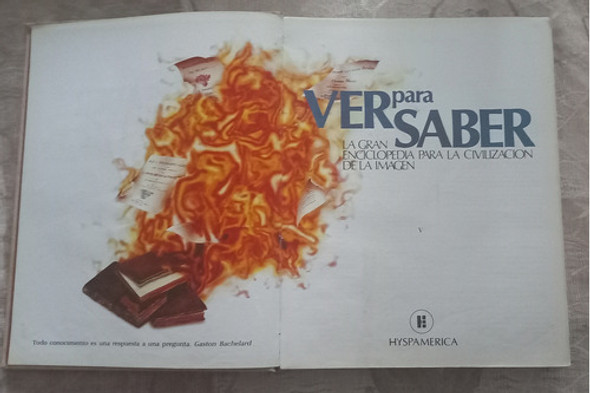 VER para
SABER
LA GRAN
ENCICLOPEDIA PARA LA CIVILIZACION
DE LA IMAGEN
V
HYSPAMERICA
Todo conocimiento es una respuesta a una pregunta. Gaston Bachelard